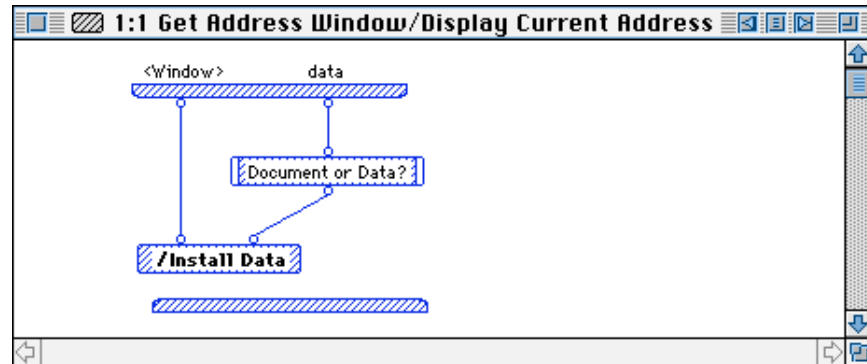 1:1 Get Address Window/Display Current Address
<Window> data
Document or Data?
/Install Data